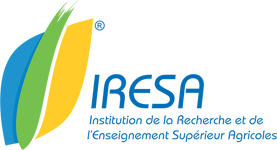 ®
IRESA
Institution de la Recherche et de
l'Enseignement Supérieur Agricoles